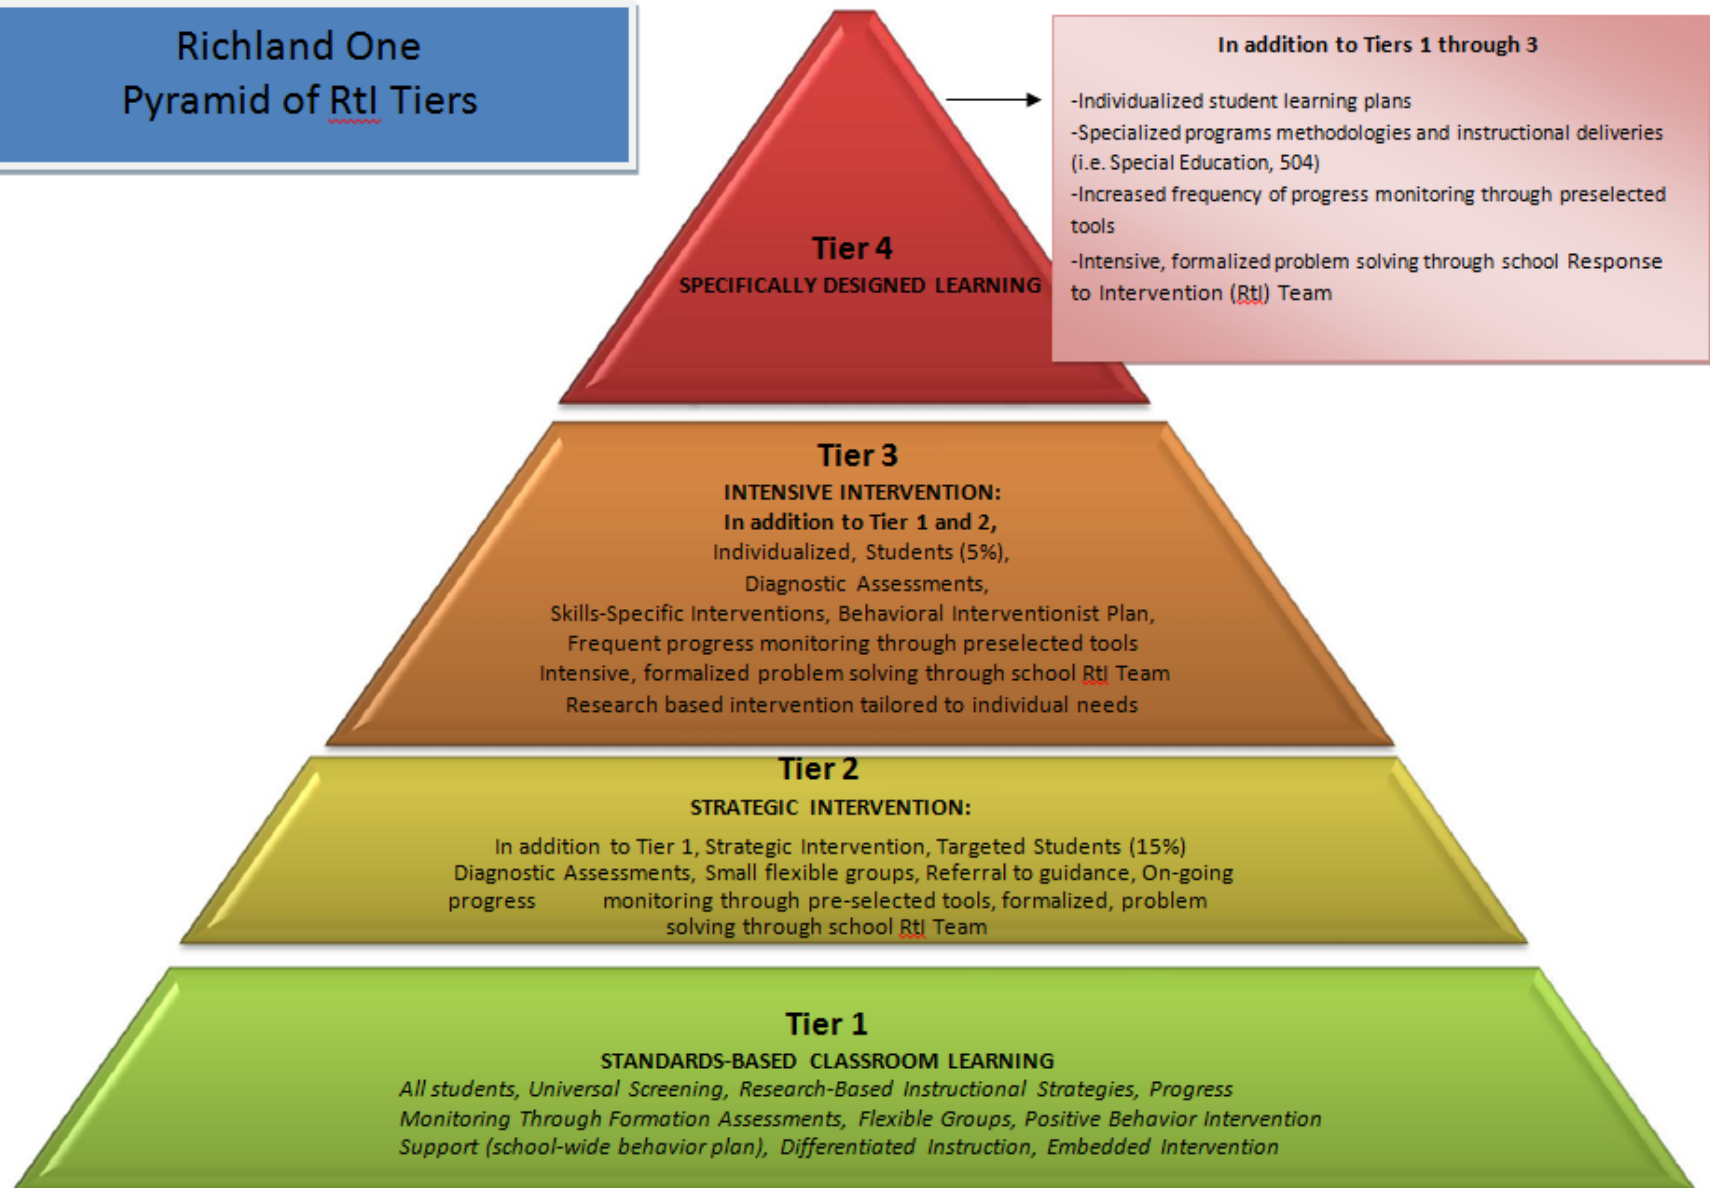 Richland One
Pyramid of RtI Tiers
In addition to Tiers 1 through 3
-Individualized student learning plans
-Specialized programs methodologies and instructional deliveries
(i.e. Special Education, 504)
-Increased frequency of progress monitoring through preselected
tools
-Intensive, formalized problem solving through school Response
to Intervention (RtI) Team
Tier 4
SPECIFICALLY DESIGNED LEARNING
Tier 3
INTENSIVE INTERVENTION:
In addition to Tier 1 and 2,
Individualized, Students (5%),
Diagnostic Assessments,
Skills-Specific Interventions, Behavioral Interventionist Plan,
Frequent progress monitoring through preselected tools
Intensive, formalized problem solving through school RtI Team
Research based intervention tailored to individual needs
Tier 2
STRATEGIC INTERVENTION:
In addition to Tier 1, Strategic Intervention, Targeted Students (15%)
Diagnostic Assessments, Small flexible groups, Referral to guidance, On-going
progress monitoring through pre-selected tools, formalized, problem
solving through school RtI Team
Tier 1
STANDARDS-BASED CLASSROOM LEARNING
All students, Universal Screening, Research-Based Instructional Strategies, Progress
Monitoring Through Formation Assessments, Flexible Groups, Positive Behavior Intervention
Support (school-wide behavior plan), Differentiated Instruction, Embedded Intervention